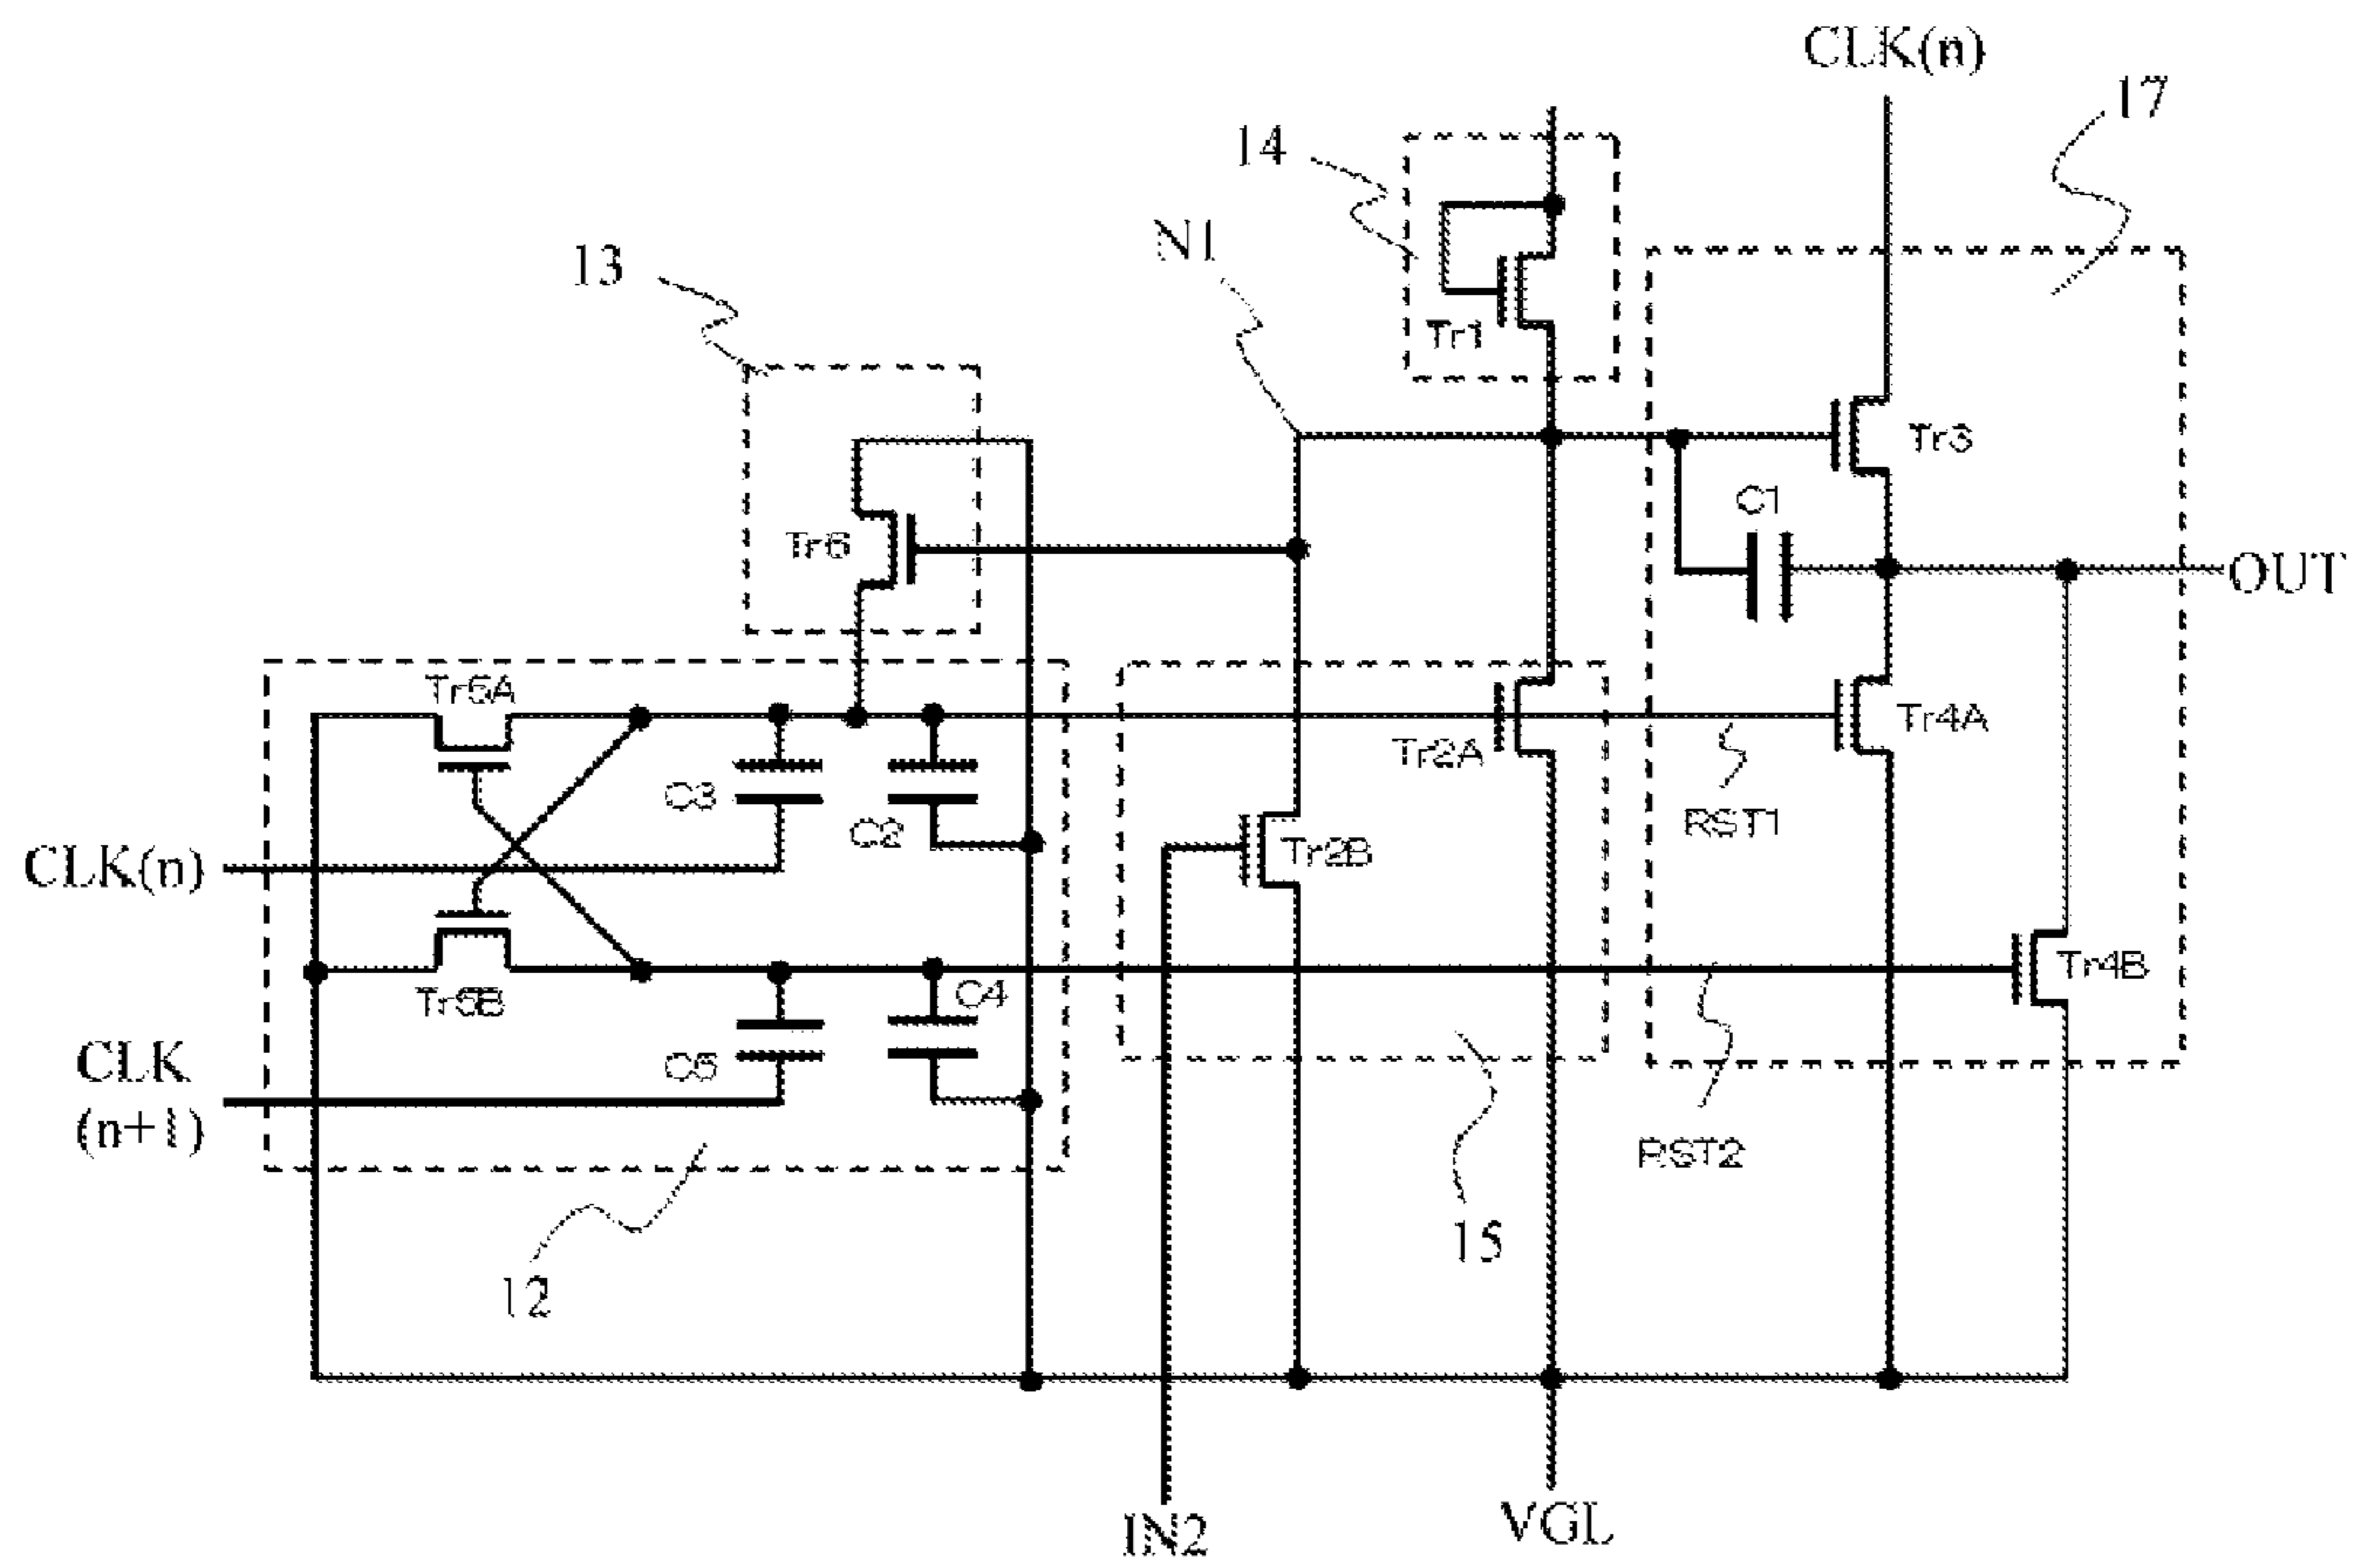 CLK(n)
17
14
N1
13
Tr1
Tr3
C1
Tr6
OUT
Tr5A
Tr4A
Tr2A
C3
C2
RST1
CLK(n)
Tr2B
Tr4B
Tr5B
C4
CLK
(n+1)
C5
RST2
15
12
IN2
VGL